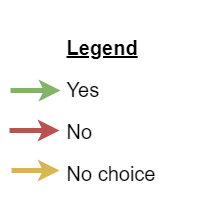 Legend
Yes
No
No choice